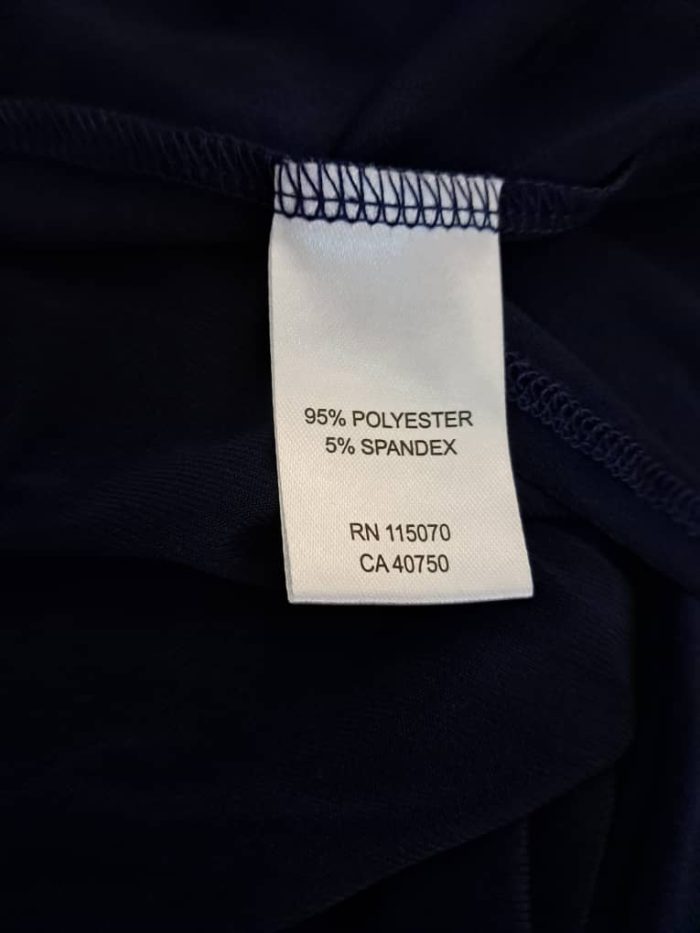 95% POLYESTER
5% SPANDEX
RN 115070
CA 40750